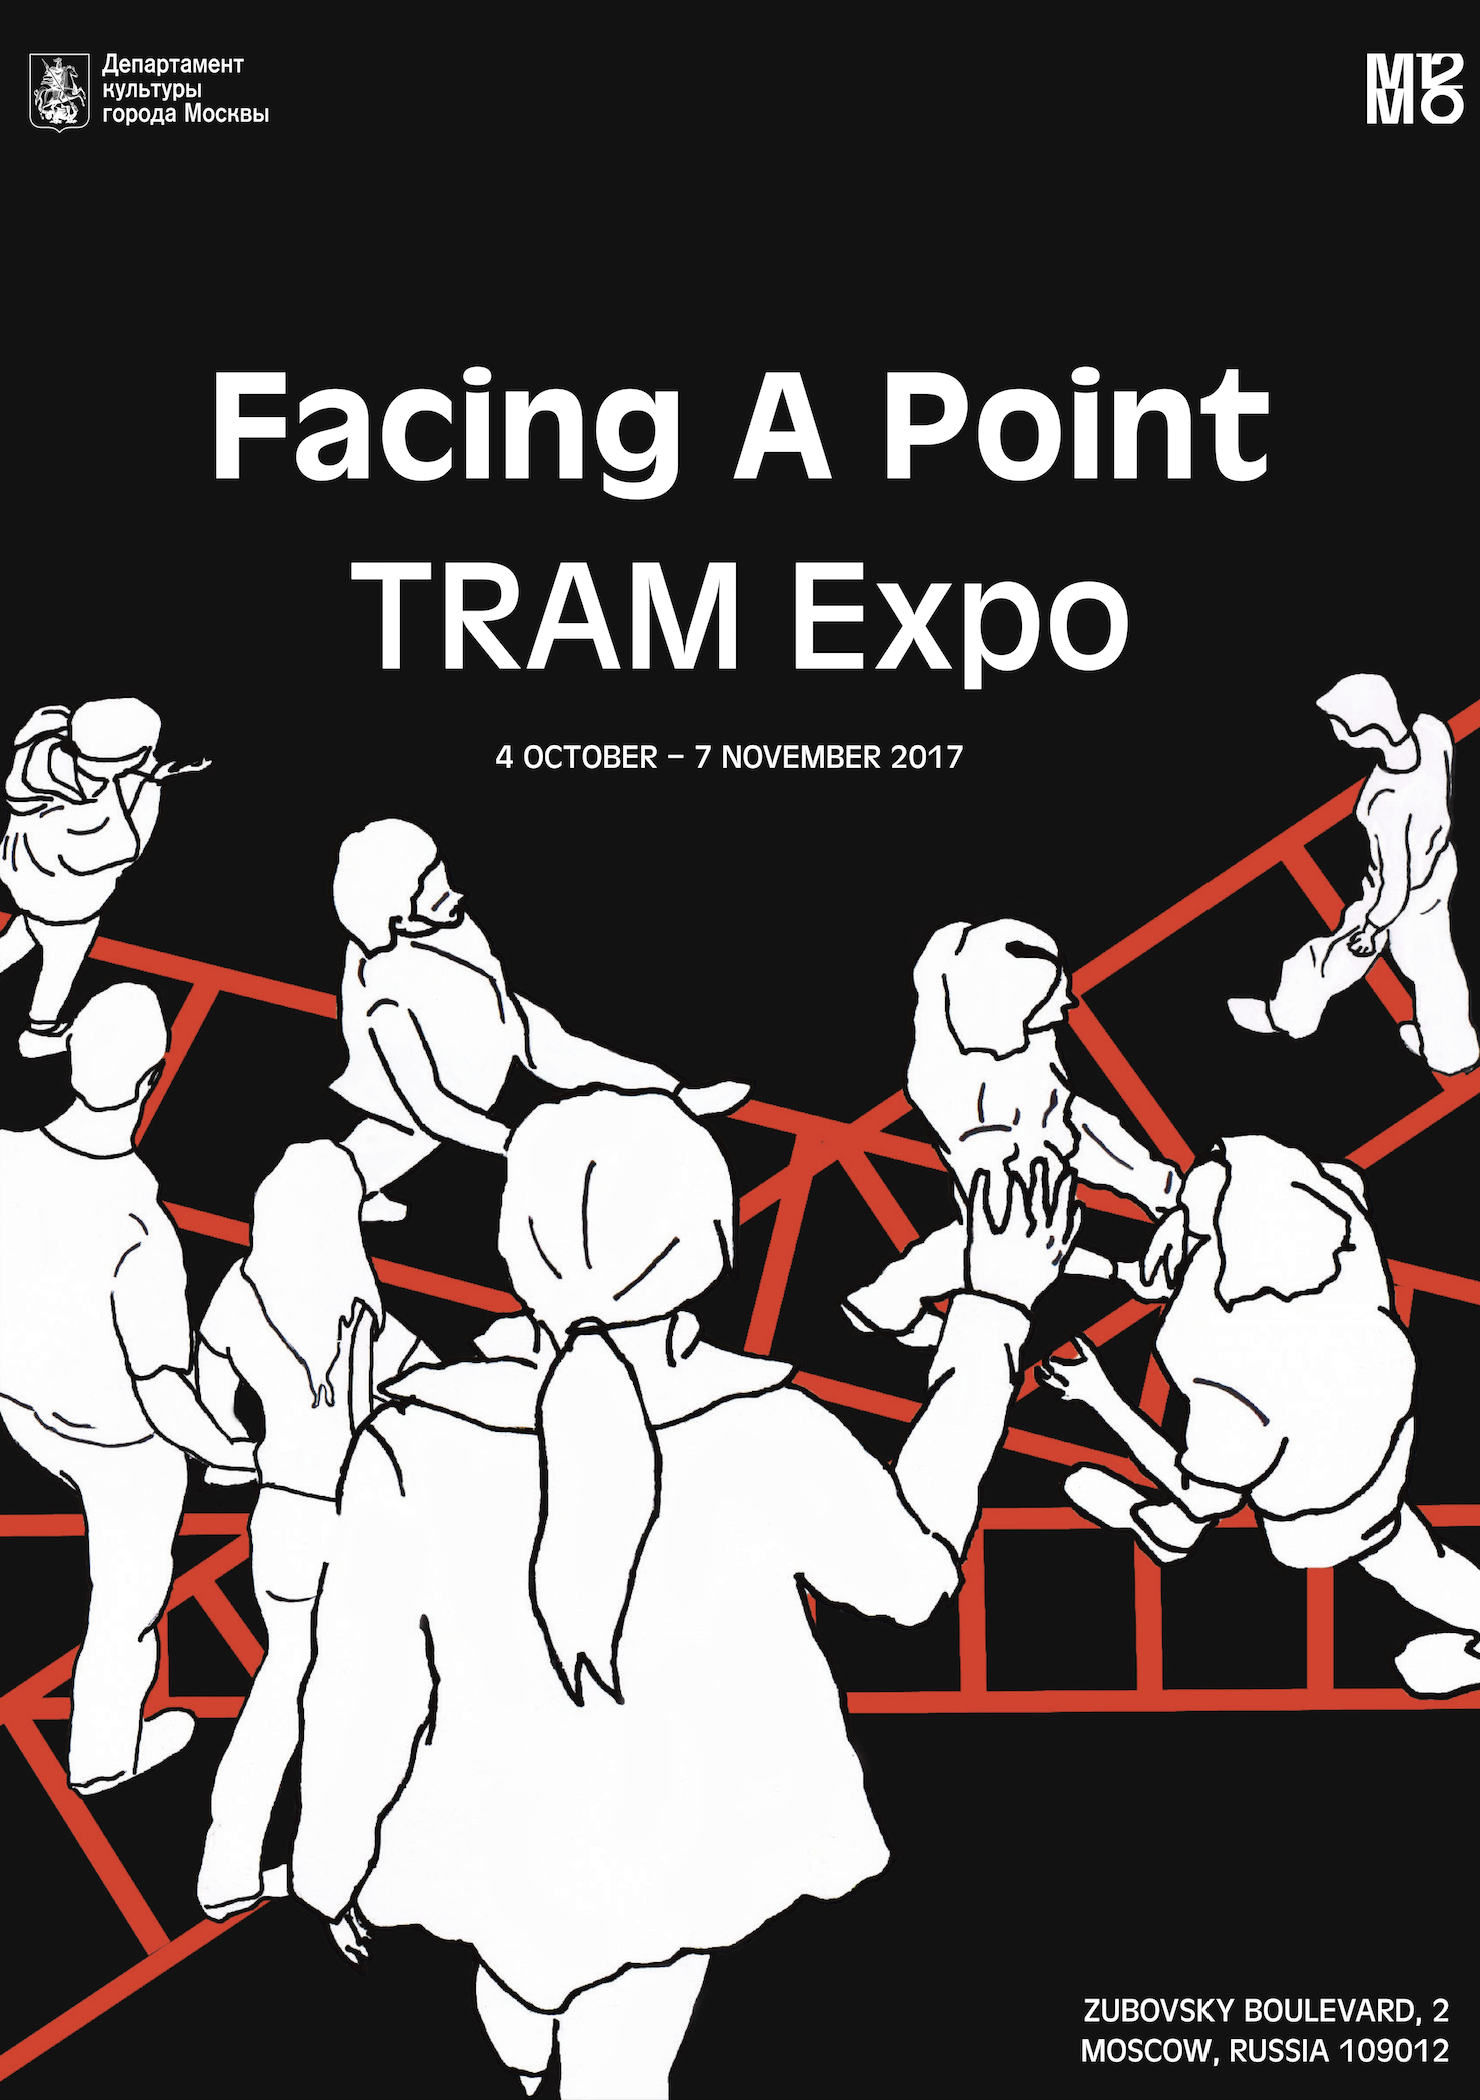 Департамент
культуры
города Москвы
Facing A Point
TRAM Expo
4 OCTOBER – 7 NOVEMBER 2017
ZUBOVSKY BOULEVARD, 2
MOSCOW, RUSSIA 109012